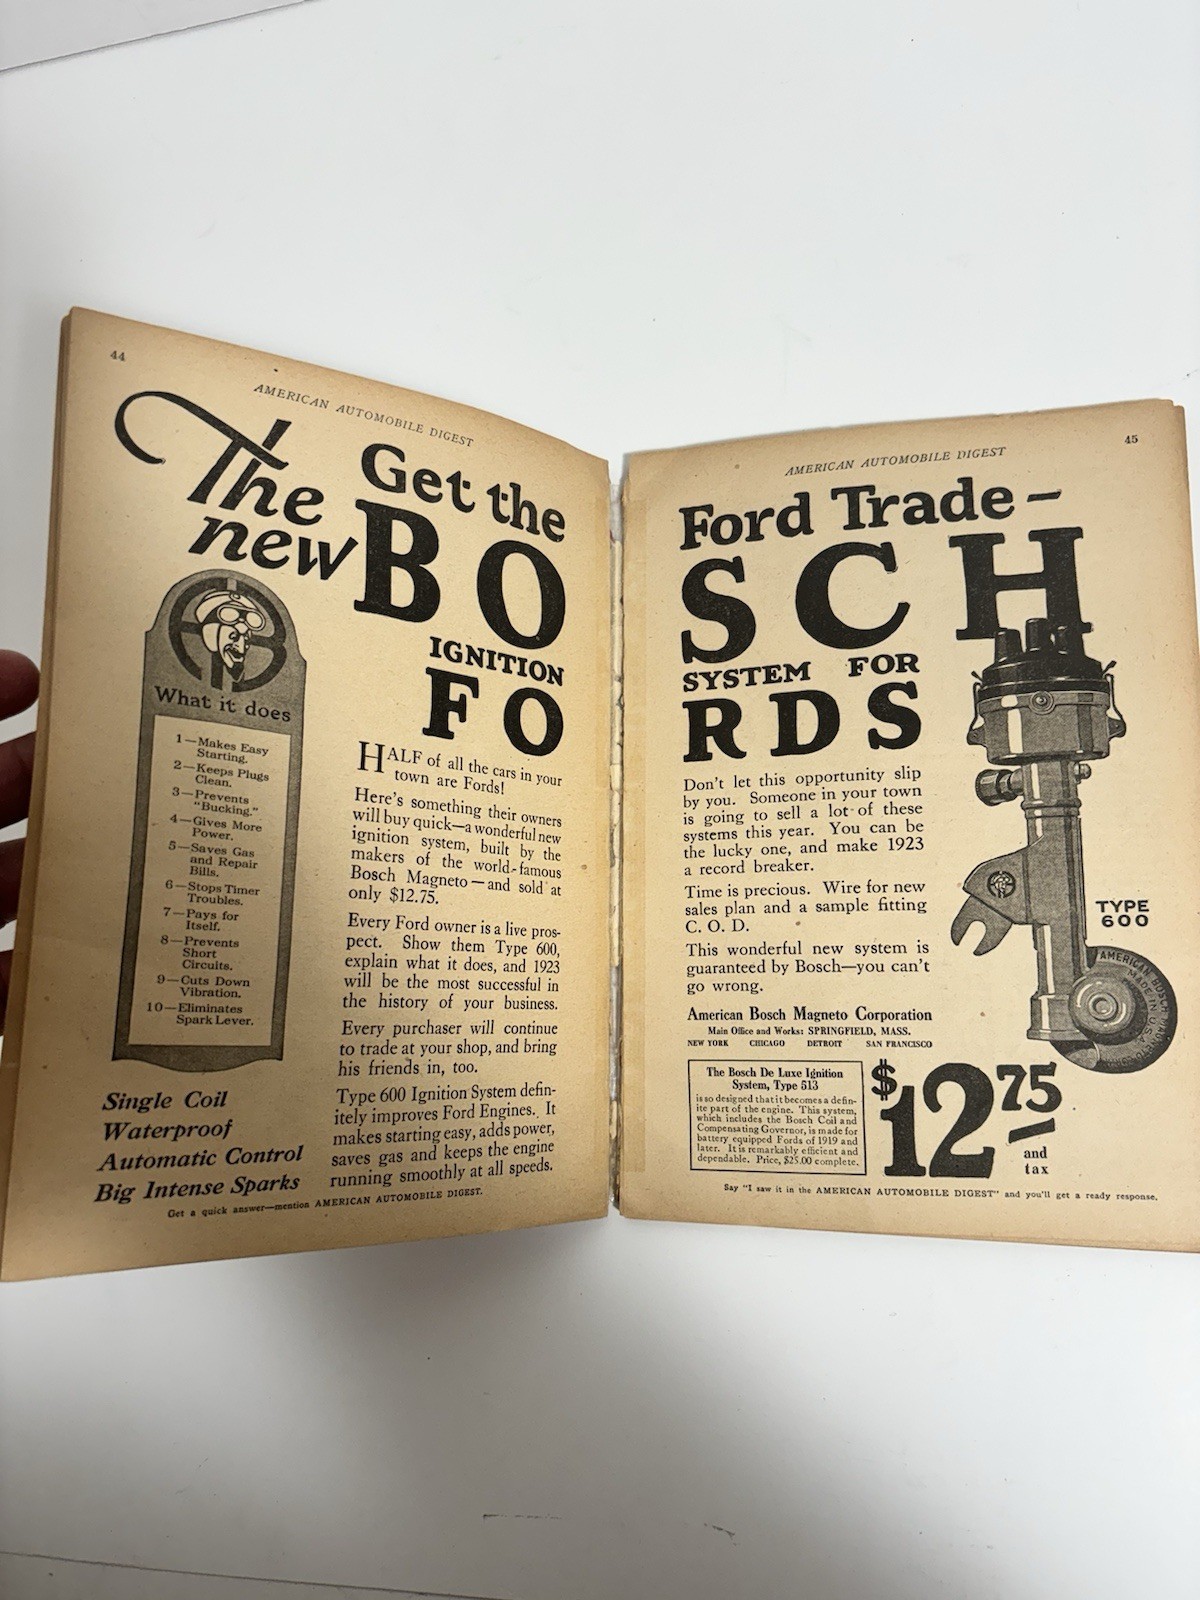 44
AMERICAN AUTOMOBILE DIGEST
The
new
Get the
BO
IGNITION
FO
What it does
1—Makes Easy
Starting.
2—Keeps Plugs
Clean.
3—Prevents
"Bucking."
4—Gives More
Power.
5—Saves Gas
and Repair
Bills.
6—Stops Timer
Troubles.
7—Pays for
Itself.
8—Prevents
Short
Circuits.
9—Cuts Down
Vibration.
10—Eliminates
Spark Lever.
Single Coil
Waterproof
Automatic Control
Big Intense Sparks
HALF of all the cars in your
town are Fords!
Here's something their owners
will buy quick—a wonderful new
ignition system, built by the
makers of the world-famous
Bosch Magneto—and sold at
only $12.75.
Every Ford owner is a live pros-
pect. Show them Type 600,
explain what it does, and 1923
will be the most successful in
the history of your business.
Every purchaser will continue
to trade at your shop, and bring
his friends in, too.
Type 600 Ignition System defin-
itely improves Ford Engines. It
makes starting easy, adds power,
saves gas and keeps the engine
running smoothly at all speeds.
Get a quick answer—mention AMERICAN AUTOMOBILE DIGEST.
45
AMERICAN AUTOMOBILE DIGEST
Ford Trade—
SCH
SYSTEM FOR
RDS
Don't let this opportunity slip
by you. Someone in your town
is going to sell a lot of these
systems this year. You can be
the lucky one, and make 1923
a record breaker.
Time is precious. Wire for new
sales plan and a sample fitting
C. O. D.
This wonderful new system is
guaranteed by Bosch—you can't
go wrong.
American Bosch Magneto Corporation
Main Office and Works: SPRINGFIELD, MASS.
NEW YORK CHICAGO DETROIT SAN FRANCISCO
The Bosch De Luxe Ignition
System, Type 513
is so designed that it becomes a defin-
ite part of the engine. This system,
which includes the Bosch Coil and
Compensating Governor, is made for
battery equipped Fords of 1919 and
later. It is remarkably efficient and
dependable. Price, $25.00 complete.
TYPE
600
AMERICAN BOSCH MAGNETO
MADE IN U.S.A.
$12 75
and
tax
Say "I saw it in the AMERICAN AUTOMOBILE DIGEST" and you'll get a ready response.